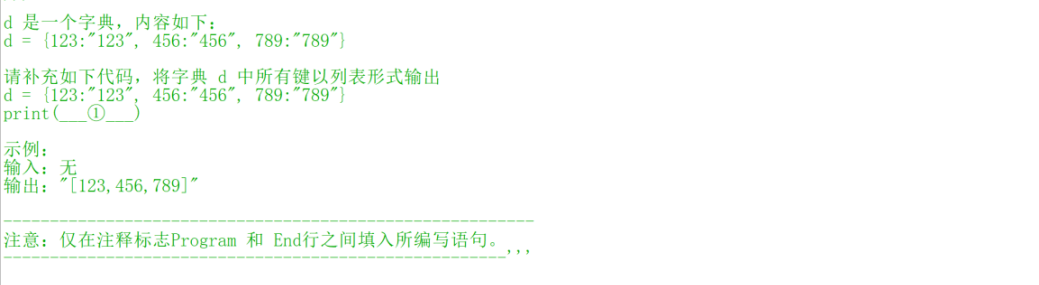 d 是一个字典，内容如下：
d = {123:"123", 456:"456", 789:"789"}
请补充如下代码，将字典 d 中所有键以列表形式输出
d = {123:"123", 456:"456", 789:"789"}
print(___①___)
示例：
输入：无
输出："[123,456,789]"
---------------------------------------------------------
注意：仅在注释标志Program 和 End行之间填入所编写语句。
------------------------------------------------------'''